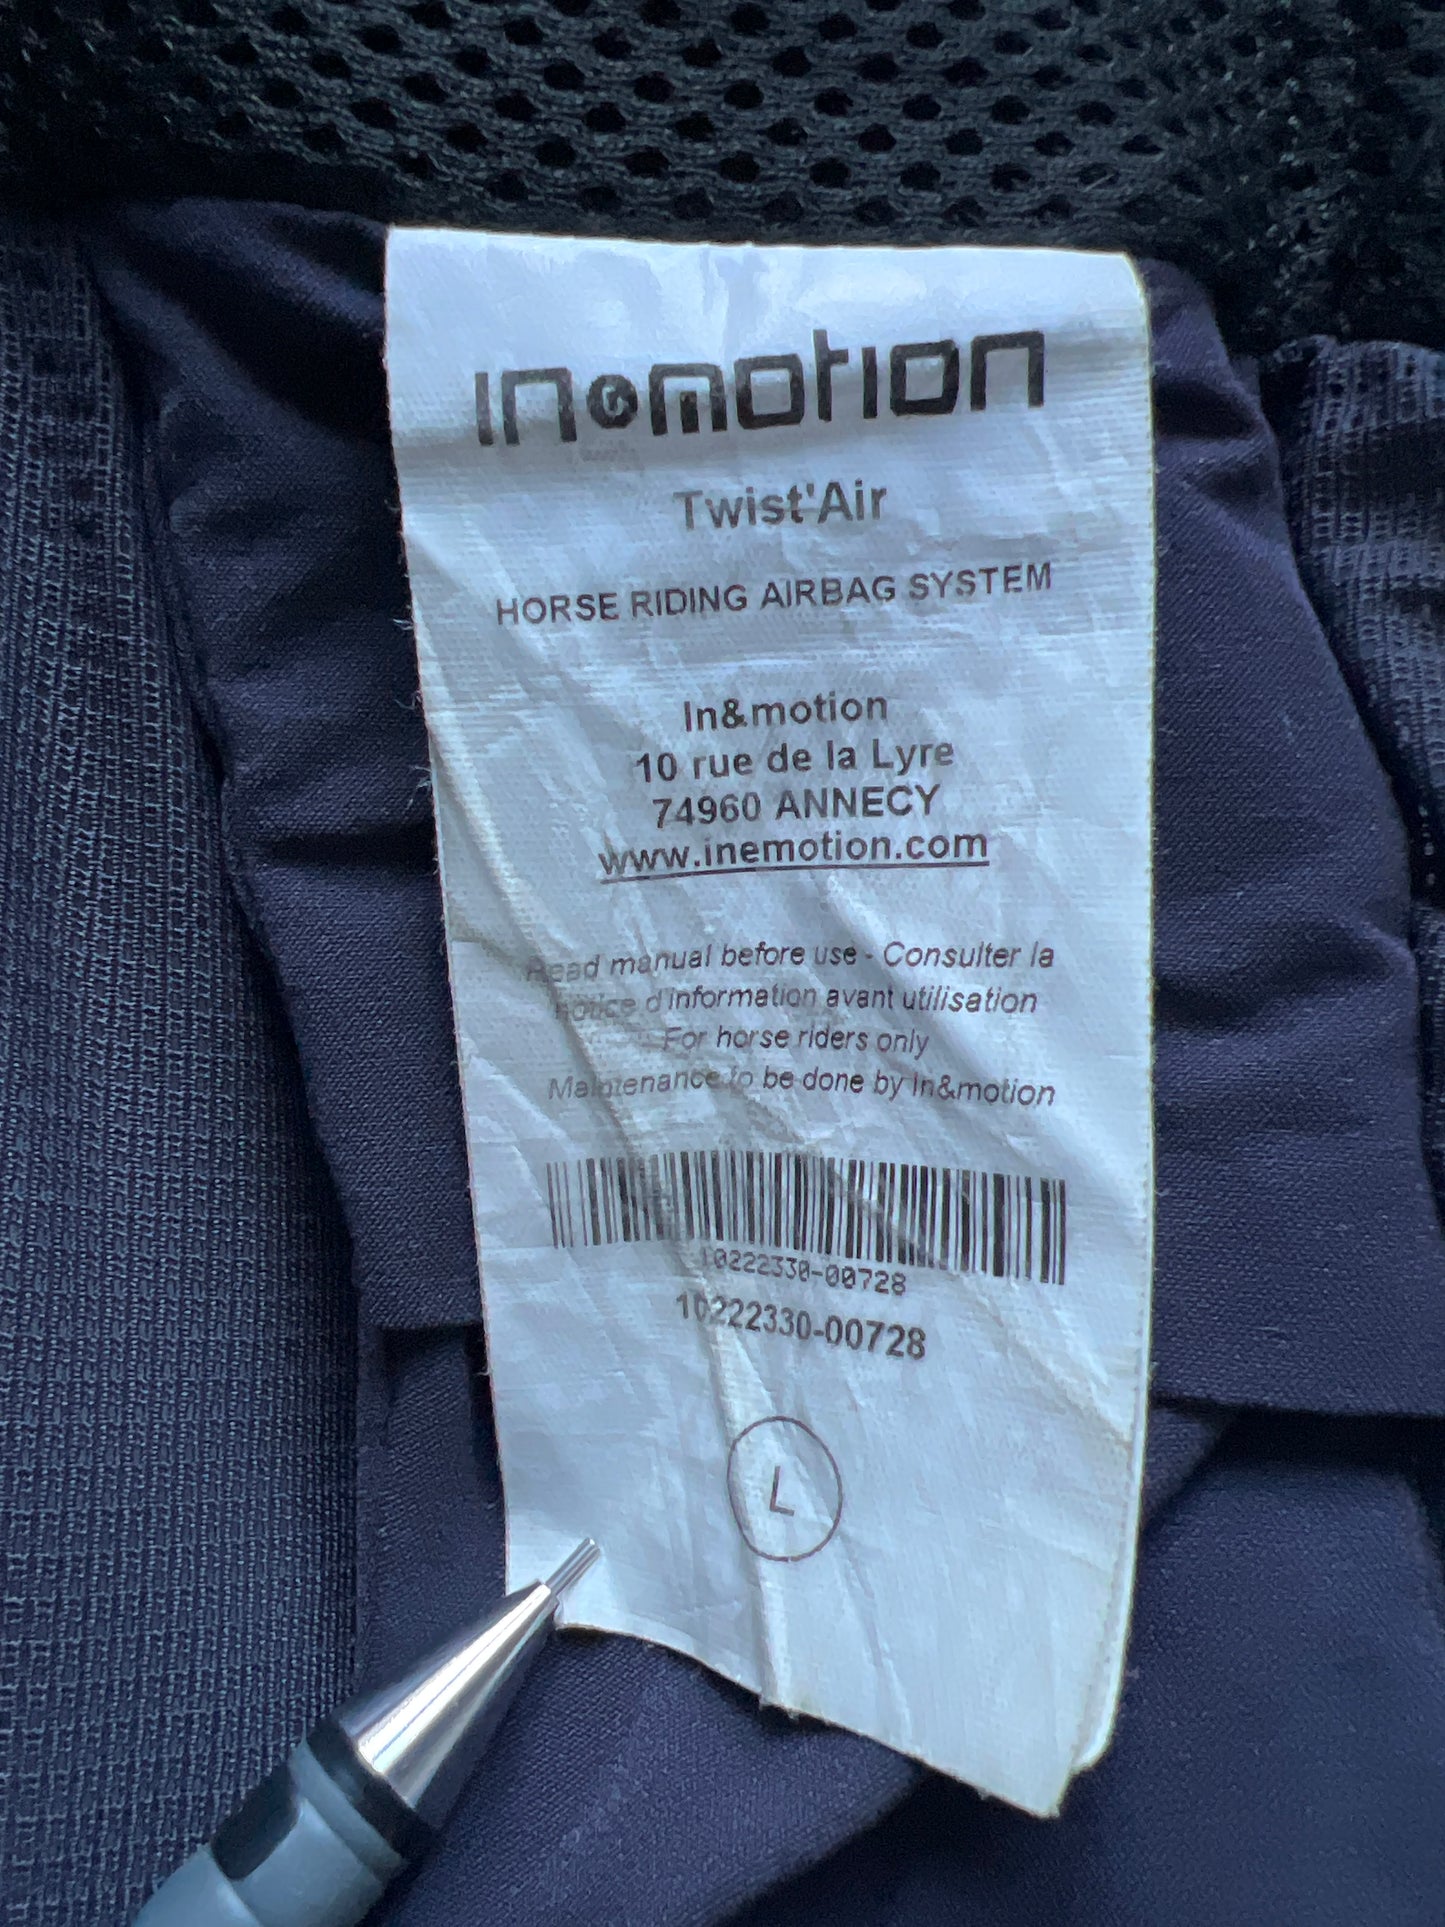 IN&MOTION
Twist'Air
HORSE RIDING AIRBAG SYSTEM
In&motion
10 rue de la Lyre
74960 ANNECY
www.inemotion.com
Read manual before use - Consulter la
notice d'information avant utilisation
For horse riders only
Maintenance to be done by In&motion
10222330-00728
10222330-00728
L